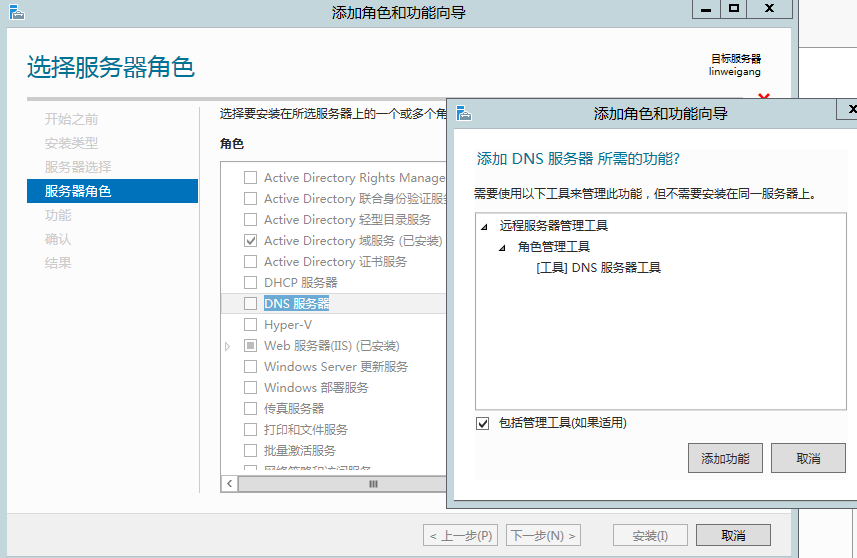 添加角色和功能向导
选择服务器角色
目标服务器
linweigang
开始之前
安装类型
服务器选择
服务器角色
功能
确认
结果
选择要安装在所选服务器上的一个或多个角
角色
Active Directory Rights Manage
Active Directory 联合身份验证服务
Active Directory 轻型目录服务
Active Directory 域服务 (已安装)
Active Directory 证书服务
DHCP 服务器
DNS 服务器
Hyper-V
Web 服务器(IIS) (已安装)
Windows Server 更新服务
Windows 部署服务
传真服务器
打印和文件服务
批量激活服务
网络策略和访问服务
< 上一步(P)
下一步(N) >
安装(I)
取消
添加角色和功能向导
添加 DNS 服务器 所需的功能?
需要使用以下工具来管理此功能，但不需要安装在同一服务器上。
远程服务器管理工具
角色管理工具
[工具] DNS 服务器工具
包括管理工具(如果适用)
添加功能
取消